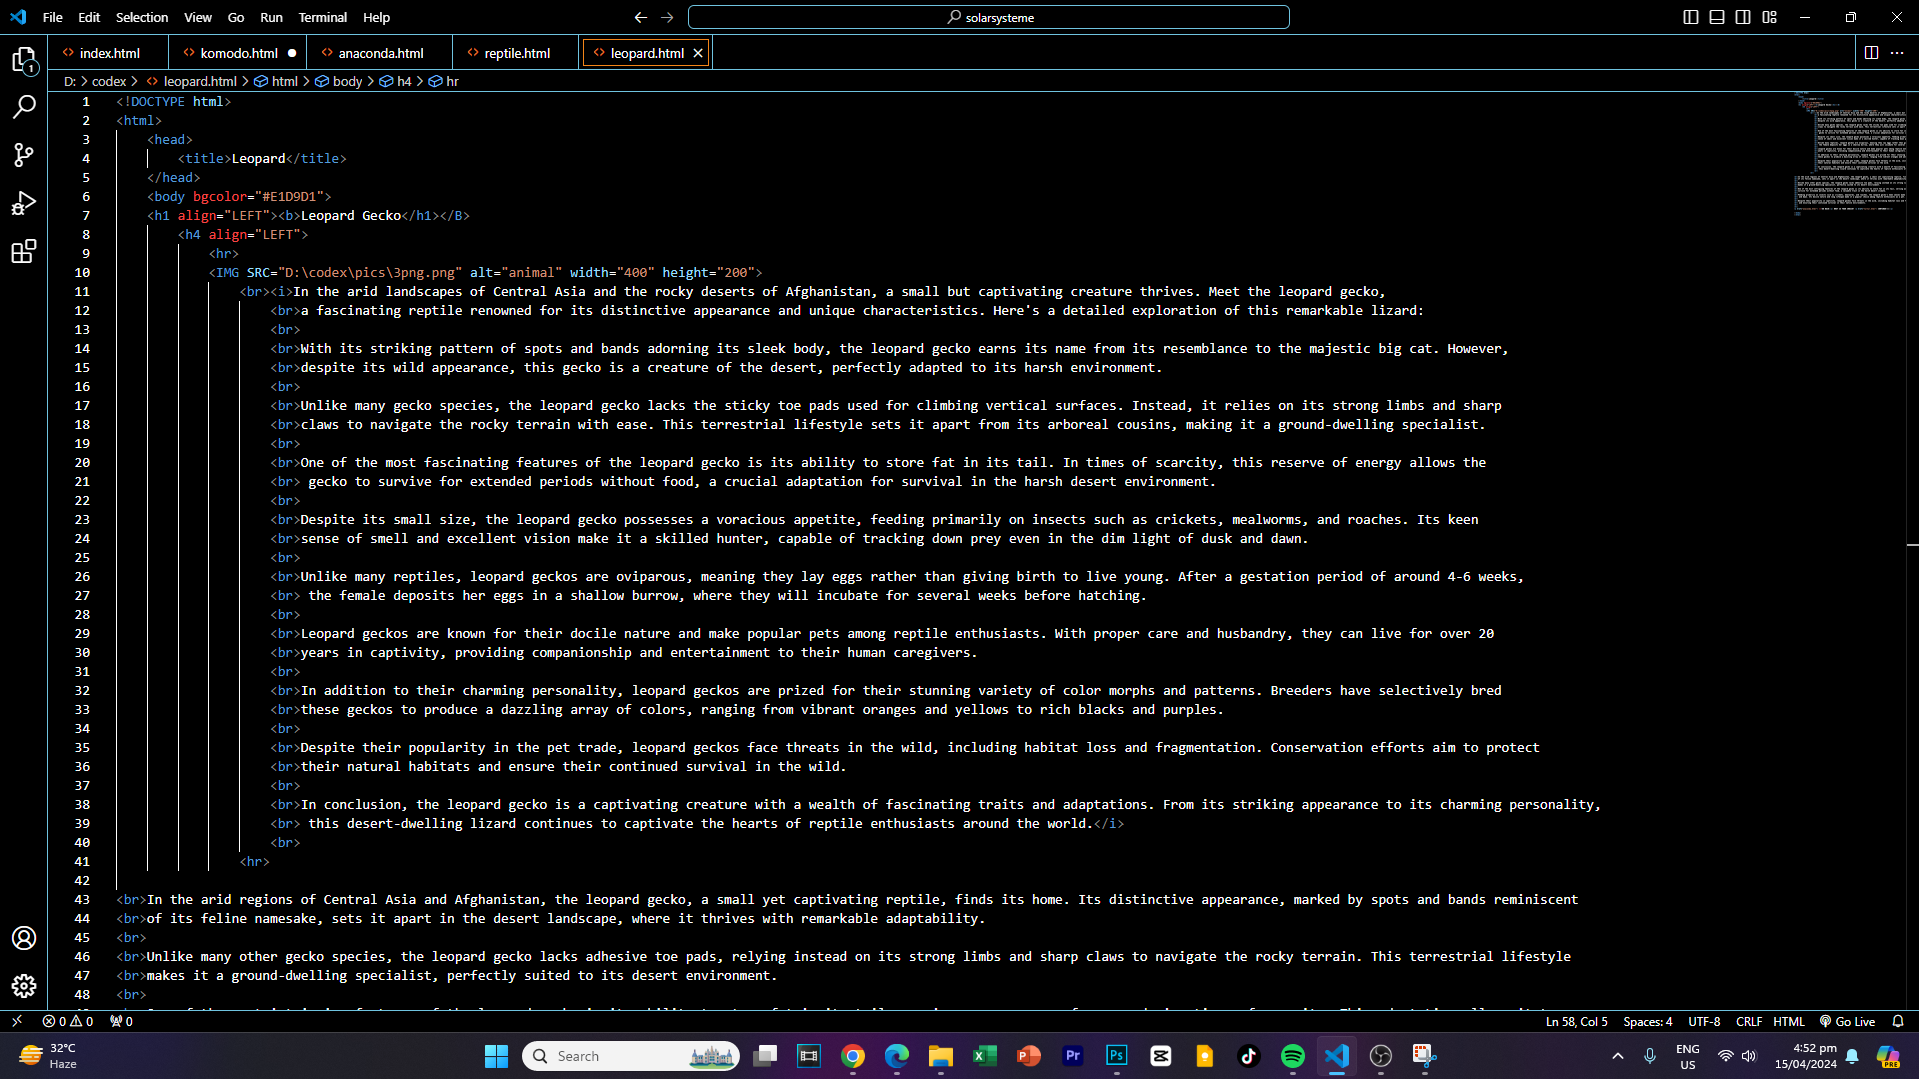 File Edit Selection View Go Run Terminal Help
solarsysteme
index.html komodo.html anaconda.html reptile.html leopard.html
D: > codex > leopard.html > html > body > h4 > hr
1 <!DOCTYPE html>
2 <html>
3 <head>
4 <title>Leopard</title>
5 </head>
6 <body bgcolor="#E1D9D1">
7 <h1 align="LEFT"><b>Leopard Gecko</h1></B>
8 <h4 align="LEFT">
9 <hr>
10 <IMG SRC="D:\codex\pics\3png.png" alt="animal" width="400" height="200">
11 <br><i>In the arid landscapes of Central Asia and the rocky deserts of Afghanistan, a small but captivating creature thrives. Meet the leopard gecko,
12 <br>a fascinating reptile renowned for its distinctive appearance and unique characteristics. Here's a detailed exploration of this remarkable lizard:
13 <br>
14 <br>With its striking pattern of spots and bands adorning its sleek body, the leopard gecko earns its name from its resemblance to the majestic big cat. However,
15 <br>despite its wild appearance, this gecko is a creature of the desert, perfectly adapted to its harsh environment.
16 <br>
17 <br>Unlike many gecko species, the leopard gecko lacks the sticky toe pads used for climbing vertical surfaces. Instead, it relies on its strong limbs and sharp
18 <br>claws to navigate the rocky terrain with ease. This terrestrial lifestyle sets it apart from its arboreal cousins, making it a ground-dwelling specialist.
19 <br>
20 <br>One of the most fascinating features of the leopard gecko is its ability to store fat in its tail. In times of scarcity, this reserve of energy allows the
21 <br> gecko to survive for extended periods without food, a crucial adaptation for survival in the harsh desert environment.
22 <br>
23 <br>Despite its small size, the leopard gecko possesses a voracious appetite, feeding primarily on insects such as crickets, mealworms, and roaches. Its keen
24 <br>sense of smell and excellent vision make it a skilled hunter, capable of tracking down prey even in the dim light of dusk and dawn.
25 <br>
26 <br>Unlike many reptiles, leopard geckos are oviparous, meaning they lay eggs rather than giving birth to live young. After a gestation period of around 4-6 weeks,
27 <br> the female deposits her eggs in a shallow burrow, where they will incubate for several weeks before hatching.
28 <br>
29 <br>Leopard geckos are known for their docile nature and make popular pets among reptile enthusiasts. With proper care and husbandry, they can live for over 20
30 <br>years in captivity, providing companionship and entertainment to their human caregivers.
31 <br>
32 <br>In addition to their charming personality, leopard geckos are prized for their stunning variety of color morphs and patterns. Breeders have selectively bred
33 <br>these geckos to produce a dazzling array of colors, ranging from vibrant oranges and yellows to rich blacks and purples.
34 <br>
35 <br>Despite their popularity in the pet trade, leopard geckos face threats in the wild, including habitat loss and fragmentation. Conservation efforts aim to protect
36 <br>their natural habitats and ensure their continued survival in the wild.
37 <br>
38 <br>In conclusion, the leopard gecko is a captivating creature with a wealth of fascinating traits and adaptations. From its striking appearance to its charming personality,
39 <br> this desert-dwelling lizard continues to captivate the hearts of reptile enthusiasts around the world.</i>
40 <br>
41 <hr>
42
43 <br>In the arid regions of Central Asia and Afghanistan, the leopard gecko, a small yet captivating reptile, finds its home. Its distinctive appearance, marked by spots and bands reminiscent
44 <br>of its feline namesake, sets it apart in the desert landscape, where it thrives with remarkable adaptability.
45 <br>
46 <br>Unlike many other gecko species, the leopard gecko lacks adhesive toe pads, relying instead on its strong limbs and sharp claws to navigate the rocky terrain. This terrestrial lifestyle
47 <br>makes it a ground-dwelling specialist, perfectly suited to its desert environment.
48 <br>
0 0 0 Ln 58, Col 5 Spaces: 4 UTF-8 CRLF HTML Go Live
32°C
Haze
Search
ENG
US
4:52 pm
15/04/2024